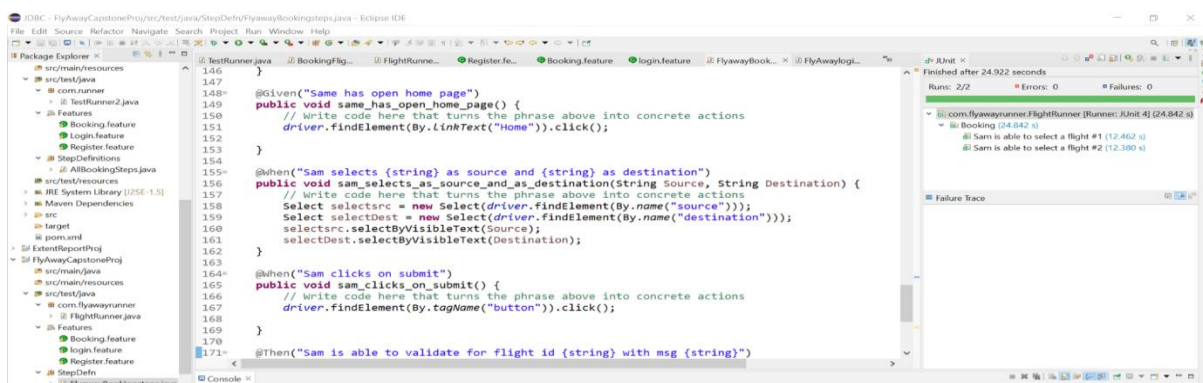 JDBC - FlyAwayCapstoneProj/src/test/java/StepDefn/FlyawayBookingsteps.java - Eclipse IDE
File Edit Source Refactor Navigate Search Project Run Window Help
Package Explorer
src/main/resources
src/test/java
com.runner
TestRunner2.java
Features
Booking.feature
Login.feature
Register.feature
StepDefinitions
AllBookingSteps.java
src/test/resources
JRE System Library [J2SE-1.5]
Maven Dependencies
src
target
pom.xml
ExtentReportProj
FlyAwayCapstoneProj
src/main/java
src/main/resources
src/test/java
com.flyawayrunner
FlightRunner.java
Features
Booking.feature
login.feature
Register.feature
StepDefn
TestRunner.java BookingFlig... FlightRunne... Register.fe... Booking.feature login.feature FlyawayBook... FlyAwaylogi...
146 }
147
148 @Given("Same has open home page")
149 public void same_has_open_home_page() {
150 // Write code here that turns the phrase above into concrete actions
151 driver.findElement(By.linkText("Home")).click();
152
153 }
154
155 @When("Sam selects {string} as source and {string} as destination")
156 public void sam_selects_as_source_and_as_destination(String Source, String Destination) {
157 // Write code here that turns the phrase above into concrete actions
158 Select selectsrc = new Select(driver.findElement(By.name("source")));
159 Select selectDest = new Select(driver.findElement(By.name("destination")));
160 selectsrc.selectByVisibleText(Source);
161 selectDest.selectByVisibleText(Destination);
162 }
163
164 @When("Sam clicks on submit")
165 public void sam_clicks_on_submit() {
166 // Write code here that turns the phrase above into concrete actions
167 driver.findElement(By.tagName("button")).click();
168
169 }
170
171 @Then("Sam is able to validate for flight id {string} with msg {string}")
Console
JUnit
Finished after 24.922 seconds
Runs: 2/2 Errors: 0 Failures: 0
com.flyawayrunner.FlightRunner [Runner: JUnit 4] (24.842 s)
Booking (24.842 s)
Sam is able to select a flight #1 (12.462 s)
Sam is able to select a flight #2 (12.380 s)
Failure Trace